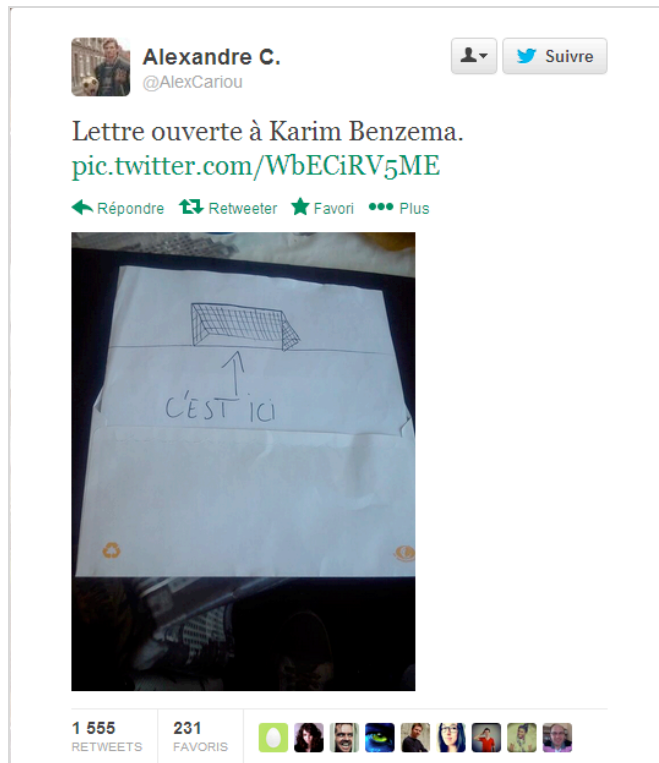 Alexandre C.
@AlexCariou
Suivre
Lettre ouverte à Karim Benzema.
pic.twitter.com/WbECiRV5ME
Répondre Retweeter Favori Plus
C'EST ici
1 555 231
RETWEETS FAVORIS